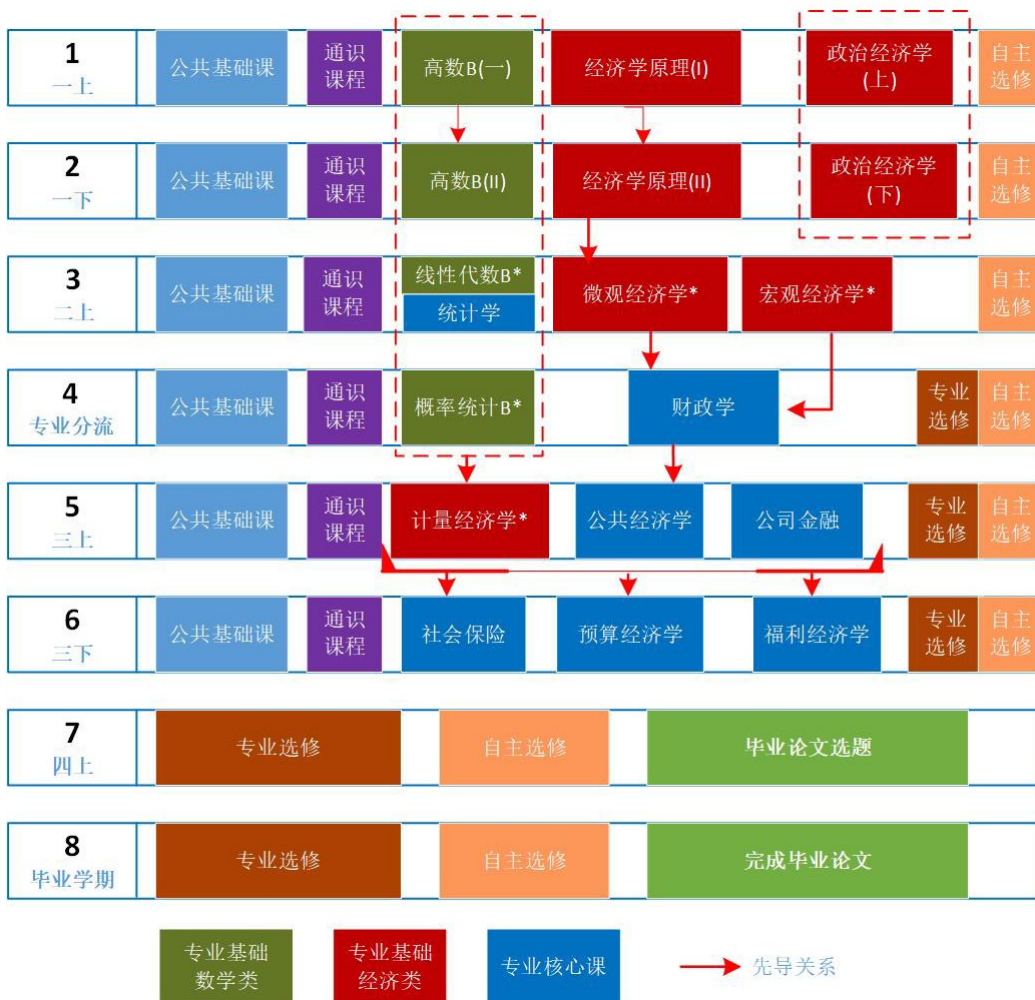 1
一上
公共基础课
通识
课程
高数B(一)
经济学原理(I)
政治经济学
(上)
自主
选修
2
一下
公共基础课
通识
课程
高数B(II)
经济学原理(II)
政治经济学
(下)
自主
选修
3
二上
公共基础课
通识
课程
线性代数B*
统计学
微观经济学*
宏观经济学*
自主
选修
4
专业分流
公共基础课
通识
课程
概率统计B*
财政学
专业
选修
自主
选修
5
三上
公共基础课
通识
课程
计量经济学*
公共经济学
公司金融
专业
选修
自主
选修
6
三下
公共基础课
通识
课程
社会保险
预算经济学
福利经济学
专业
选修
自主
选修
7
四上
专业选修
自主选修
毕业论文选题
8
毕业学期
专业选修
自主选修
完成毕业论文
专业基础
数学类
专业基础
经济类
专业核心课
先导关系